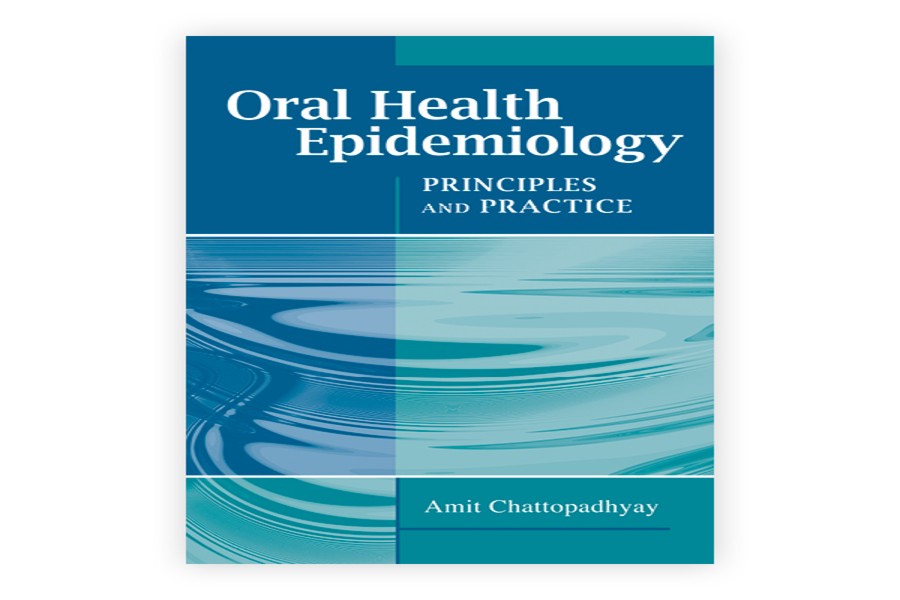 Oral Health
Epidemiology
PRINCIPLES
AND PRACTICE
Amit Chattopadhyay